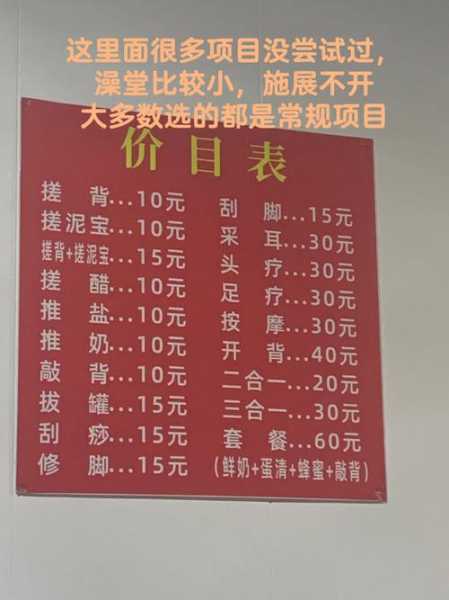 这里面很多项目没尝试过，
澡堂比较小，施展不开
大多数选的都是常规项目
价目表
搓 背...10元
搓泥宝...10元
搓背+搓泥宝...15元
搓 醋...10元
推 盐...10元
推 奶...10元
敲 背...10元
拔 罐...15元
刮 痧...15元
修 脚...15元
刮 脚...15元
采 耳...30元
头 疗...30元
足 疗...30元
按 摩...30元
开 背...40元
二合一...20元
三合一...30元
套 餐...60元
(鲜奶+蛋清+蜂蜜+敲背)